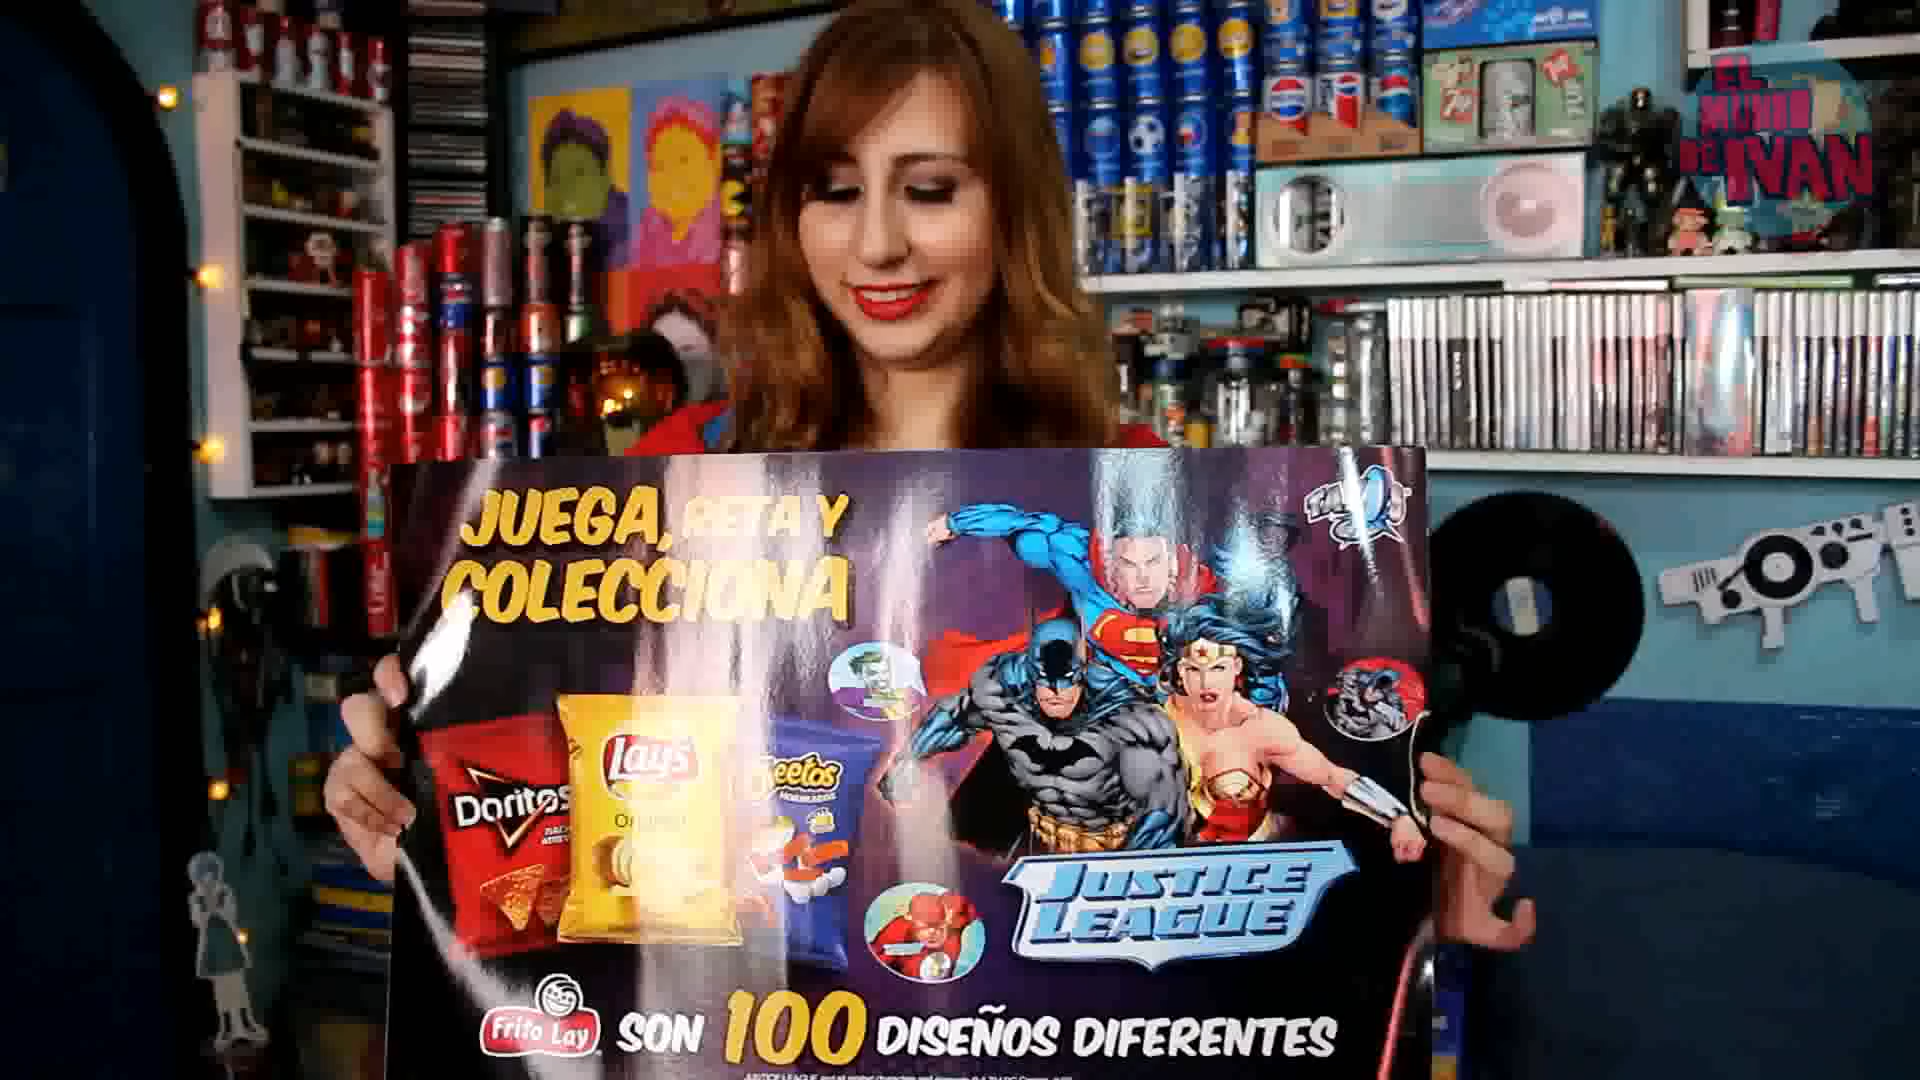 EL
MUNDO
DE IVAN
JUEGA, RETA Y
COLECCIONA
TAZOS
Doritos
Lay's
Cheetos
HORNEADOS
JUSTICE
LEAGUE
Frito Lay SON 100 DISEÑOS DIFERENTES